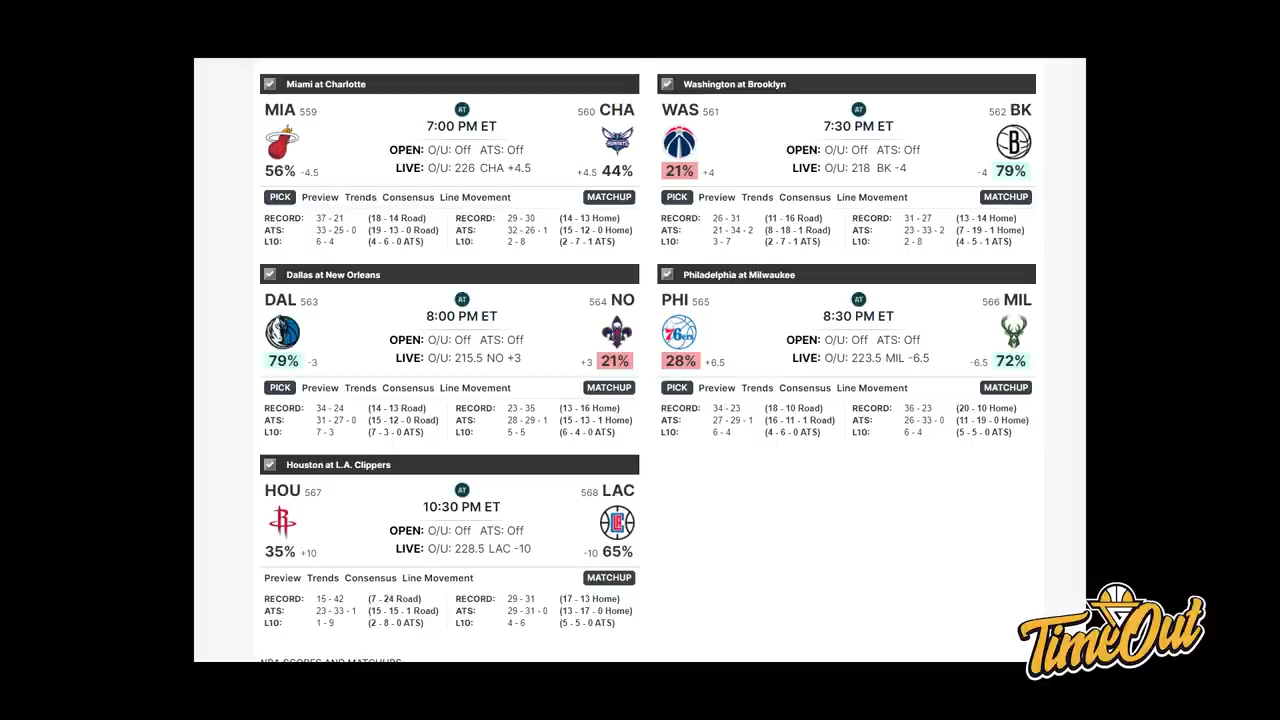 Miami at Charlotte
MIA 559 AT 560 CHA
7:00 PM ET
OPEN: O/U: Off ATS: Off
LIVE: O/U: 226 CHA +4.5
56% -4.5 +4.5 44%
PICK Preview Trends Consensus Line Movement MATCHUP
RECORD: 37 - 21 (18 - 14 Road) RECORD: 29 - 30 (14 - 13 Home)
ATS: 33 - 25 - 0 (19 - 13 - 0 Road) ATS: 32 - 26 - 1 (15 - 12 - 0 Home)
L10: 6 - 4 (4 - 6 - 0 ATS) L10: 2 - 8 (2 - 7 - 1 ATS)
Washington at Brooklyn
WAS 561 AT 562 BK
7:30 PM ET
OPEN: O/U: Off ATS: Off
LIVE: O/U: 218 BK -4
21% +4 -4 79%
PICK Preview Trends Consensus Line Movement MATCHUP
RECORD: 26 - 31 (11 - 16 Road) RECORD: 31 - 27 (13 - 14 Home)
ATS: 21 - 34 - 2 (8 - 18 - 1 Road) ATS: 23 - 33 - 2 (7 - 19 - 1 Home)
L10: 3 - 7 (2 - 7 - 1 ATS) L10: 2 - 8 (4 - 5 - 1 ATS)
Dallas at New Orleans
DAL 563 AT 564 NO
8:00 PM ET
OPEN: O/U: Off ATS: Off
LIVE: O/U: 215.5 NO +3
79% -3 +3 21%
PICK Preview Trends Consensus Line Movement MATCHUP
RECORD: 34 - 24 (14 - 13 Road) RECORD: 23 - 35 (13 - 16 Home)
ATS: 31 - 27 - 0 (15 - 12 - 0 Road) ATS: 28 - 29 - 1 (15 - 13 - 1 Home)
L10: 7 - 3 (7 - 3 - 0 ATS) L10: 5 - 5 (6 - 4 - 0 ATS)
Philadelphia at Milwaukee
PHI 565 AT 566 MIL
8:30 PM ET
76ers
OPEN: O/U: Off ATS: Off
LIVE: O/U: 223.5 MIL -6.5
28% +6.5 -6.5 72%
PICK Preview Trends Consensus Line Movement MATCHUP
RECORD: 34 - 23 (18 - 10 Road) RECORD: 36 - 23 (20 - 10 Home)
ATS: 27 - 29 - 1 (16 - 11 - 1 Road) ATS: 26 - 33 - 0 (11 - 19 - 0 Home)
L10: 6 - 4 (4 - 6 - 0 ATS) L10: 6 - 4 (5 - 5 - 0 ATS)
Houston at L.A. Clippers
HOU 567 AT 568 LAC
10:30 PM ET
OPEN: O/U: Off ATS: Off
LIVE: O/U: 228.5 LAC -10
35% +10 -10 65%
Preview Trends Consensus Line Movement MATCHUP
RECORD: 15 - 42 (7 - 24 Road) RECORD: 29 - 31 (17 - 13 Home)
ATS: 23 - 33 - 1 (15 - 15 - 1 Road) ATS: 29 - 31 - 0 (13 - 17 - 0 Home)
L10: 1 - 9 (2 - 8 - 0 ATS) L10: 4 - 6 (5 - 5 - 0 ATS)
NBA SCORES AND MATCHUPS
TimeOut